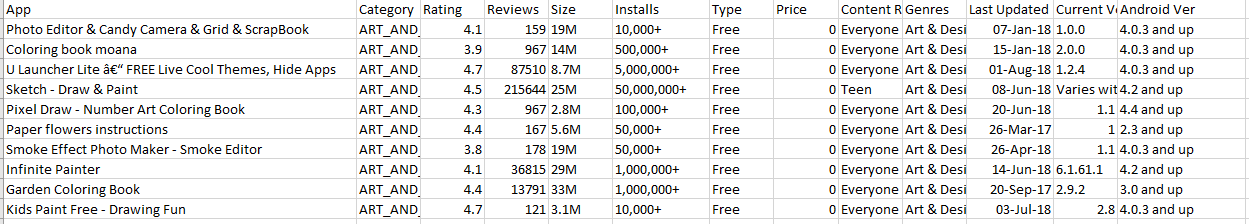 App Category Rating Reviews Size Installs Type Price Content R Genres Last Updated Current Ve Android Ver
Photo Editor & Candy Camera & Grid & ScrapBook ART_AND_ 4.1 159 19M 10,000+ Free 0 Everyone Art & Desi 07-Jan-18 1.0.0 4.0.3 and up
Coloring book moana ART_AND_ 3.9 967 14M 500,000+ Free 0 Everyone Art & Desi 15-Jan-18 2.0.0 4.0.3 and up
U Launcher Lite â€“ FREE Live Cool Themes, Hide Apps ART_AND_ 4.7 87510 8.7M 5,000,000+ Free 0 Everyone Art & Desi 01-Aug-18 1.2.4 4.0.3 and up
Sketch - Draw & Paint ART_AND_ 4.5 215644 25M 50,000,000+ Free 0 Teen Art & Desi 08-Jun-18 Varies wit 4.2 and up
Pixel Draw - Number Art Coloring Book ART_AND_ 4.3 967 2.8M 100,000+ Free 0 Everyone Art & Desi 20-Jun-18 1.1 4.4 and up
Paper flowers instructions ART_AND_ 4.4 167 5.6M 50,000+ Free 0 Everyone Art & Desi 26-Mar-17 1 2.3 and up
Smoke Effect Photo Maker - Smoke Editor ART_AND_ 3.8 178 19M 50,000+ Free 0 Everyone Art & Desi 26-Apr-18 1.1 4.0.3 and up
Infinite Painter ART_AND_ 4.1 36815 29M 1,000,000+ Free 0 Everyone Art & Desi 14-Jun-18 6.1.61.1 4.2 and up
Garden Coloring Book ART_AND_ 4.4 13791 33M 1,000,000+ Free 0 Everyone Art & Desi 20-Sep-17 2.9.2 3.0 and up
Kids Paint Free - Drawing Fun ART_AND_ 4.7 121 3.1M 10,000+ Free 0 Everyone Art & Desi 03-Jul-18 2.8 4.0.3 and up